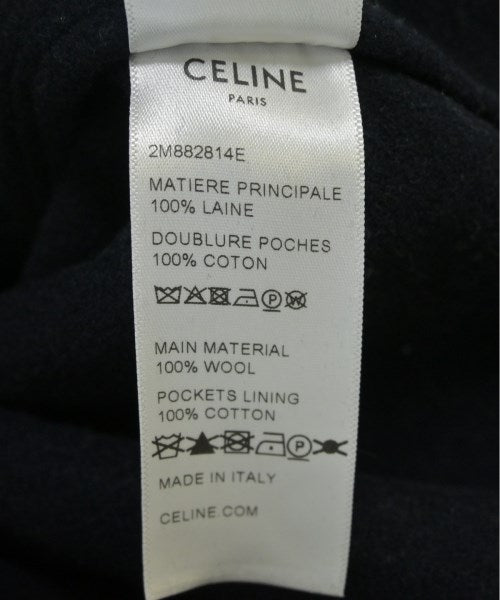 CELINE
PARIS
2M882814E
MATIERE PRINCIPALE
100% LAINE
DOUBLURE POCHES
100% COTON
P
W
MAIN MATERIAL
100% WOOL
POCKETS LINING
100% COTTON
P
MADE IN ITALY
CELINE.COM